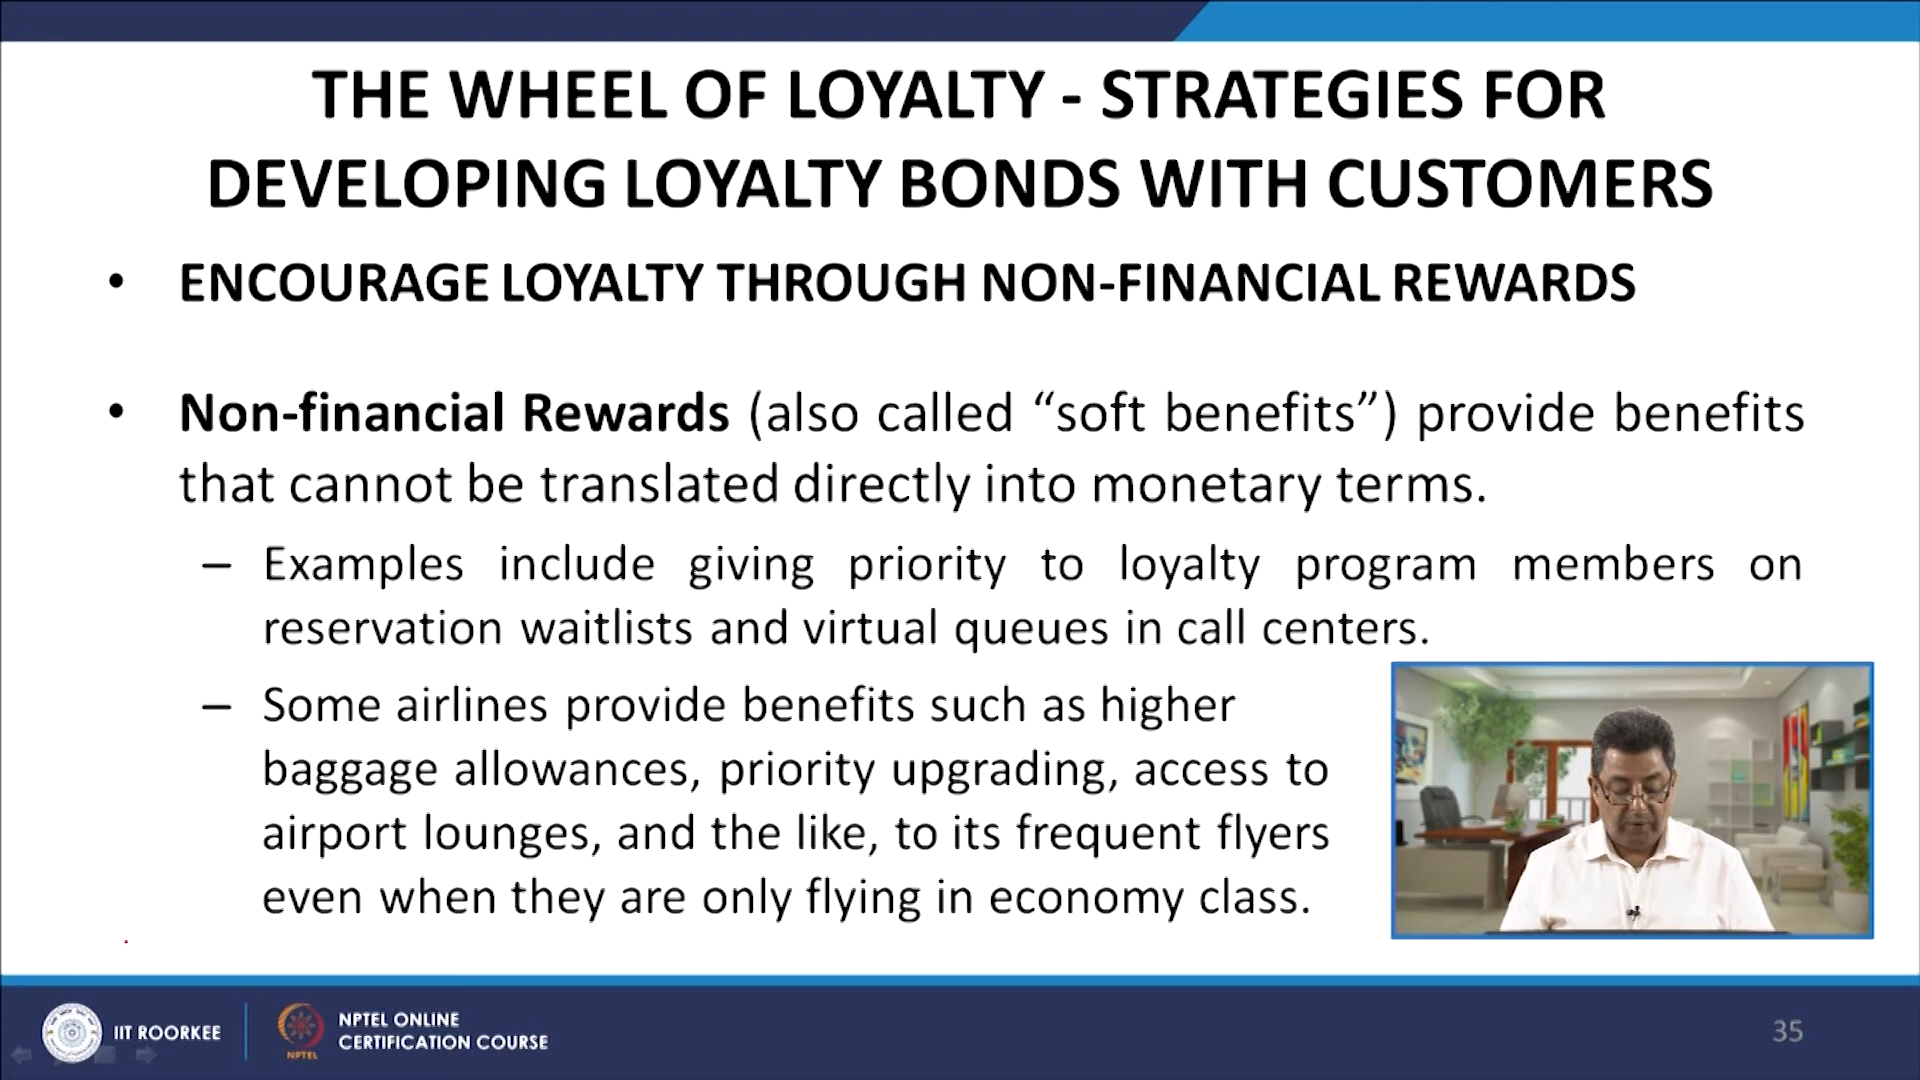 THE WHEEL OF LOYALTY - STRATEGIES FOR
DEVELOPING LOYALTY BONDS WITH CUSTOMERS
• ENCOURAGE LOYALTY THROUGH NON-FINANCIAL REWARDS
• Non-financial Rewards (also called “soft benefits”) provide benefits
that cannot be translated directly into monetary terms.
– Examples include giving priority to loyalty program members on
reservation waitlists and virtual queues in call centers.
– Some airlines provide benefits such as higher
baggage allowances, priority upgrading, access to
airport lounges, and the like, to its frequent flyers
even when they are only flying in economy class.
IIT ROORKEE
NPTEL
NPTEL ONLINE
CERTIFICATION COURSE
35